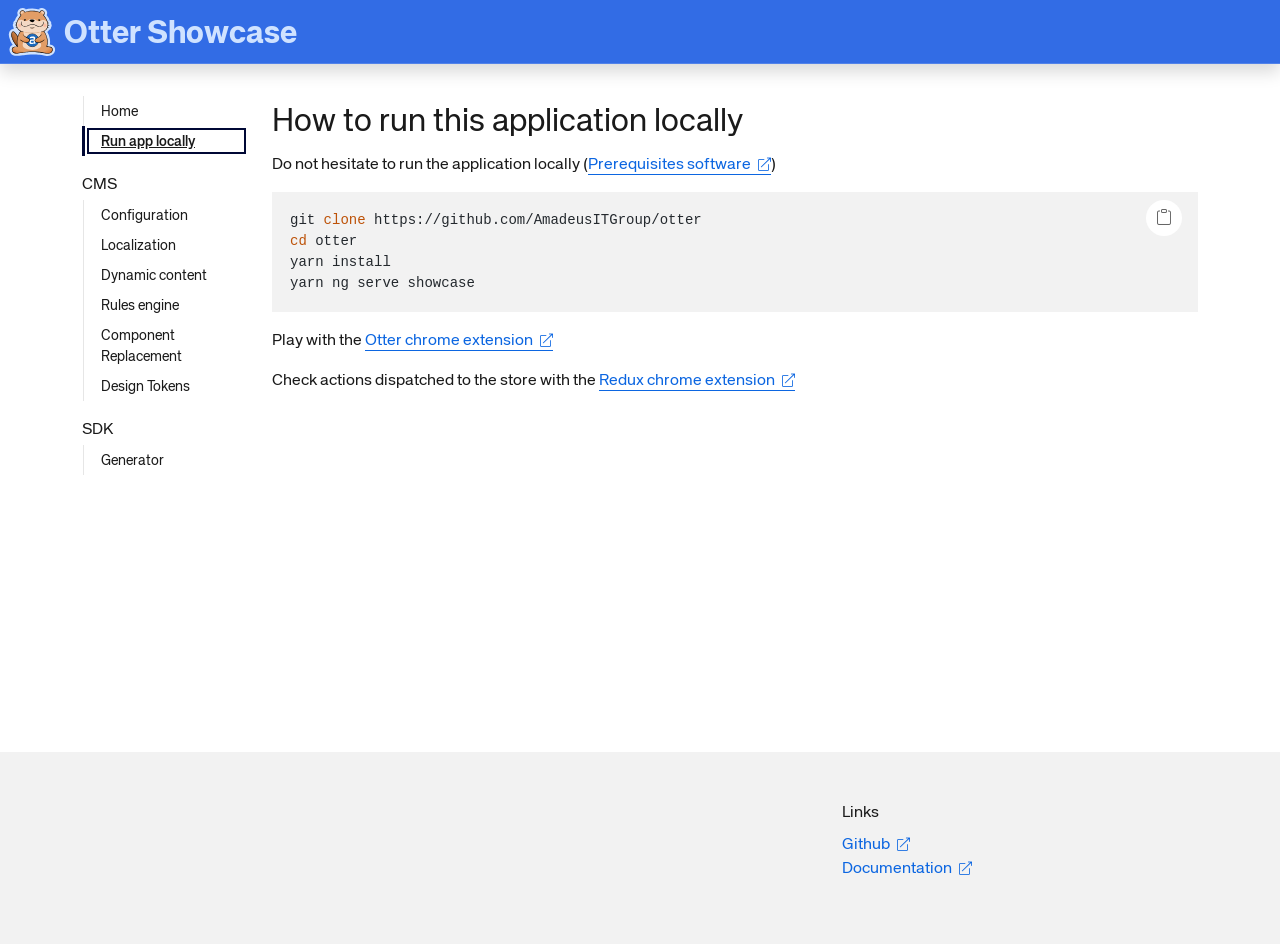 Otter Showcase
Home
Run app locally
CMS
Configuration
Localization
Dynamic content
Rules engine
Component
Replacement
Design Tokens
SDK
Generator
How to run this application locally
Do not hesitate to run the application locally (Prerequisites software)
git clone https://github.com/AmadeusITGroup/otter
cd otter
yarn install
yarn ng serve showcase
Play with the Otter chrome extension
Check actions dispatched to the store with the Redux chrome extension
Links
Github
Documentation